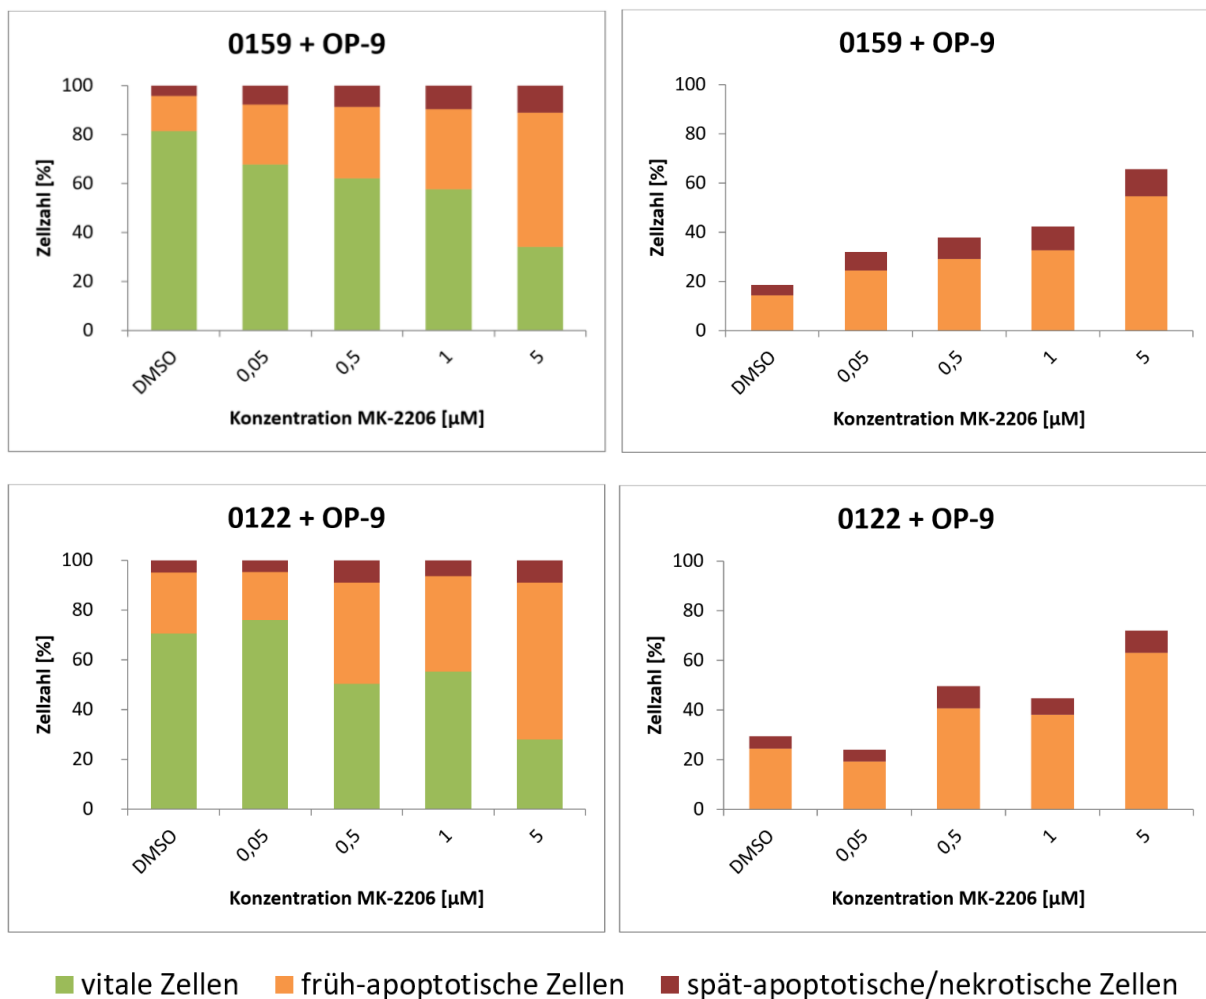 0159 + OP-9
Zellzahl [%]
100
80
60
40
20
0
DMSO
0,05
0,5
1
5
Konzentration MK-2206 [µM]
0159 + OP-9
Zellzahl [%]
100
80
60
40
20
0
DMSO
0,05
0,5
1
5
Konzentration MK-2206 [µM]
0122 + OP-9
Zellzahl [%]
100
80
60
40
20
0
DMSO
0,05
0,5
1
5
Konzentration MK-2206 [µM]
0122 + OP-9
Zellzahl [%]
100
80
60
40
20
0
DMSO
0,05
0,5
1
5
Konzentration MK-2206 [µM]
vitale Zellen früh-apoptotische Zellen spät-apoptotische/nekrotische Zellen